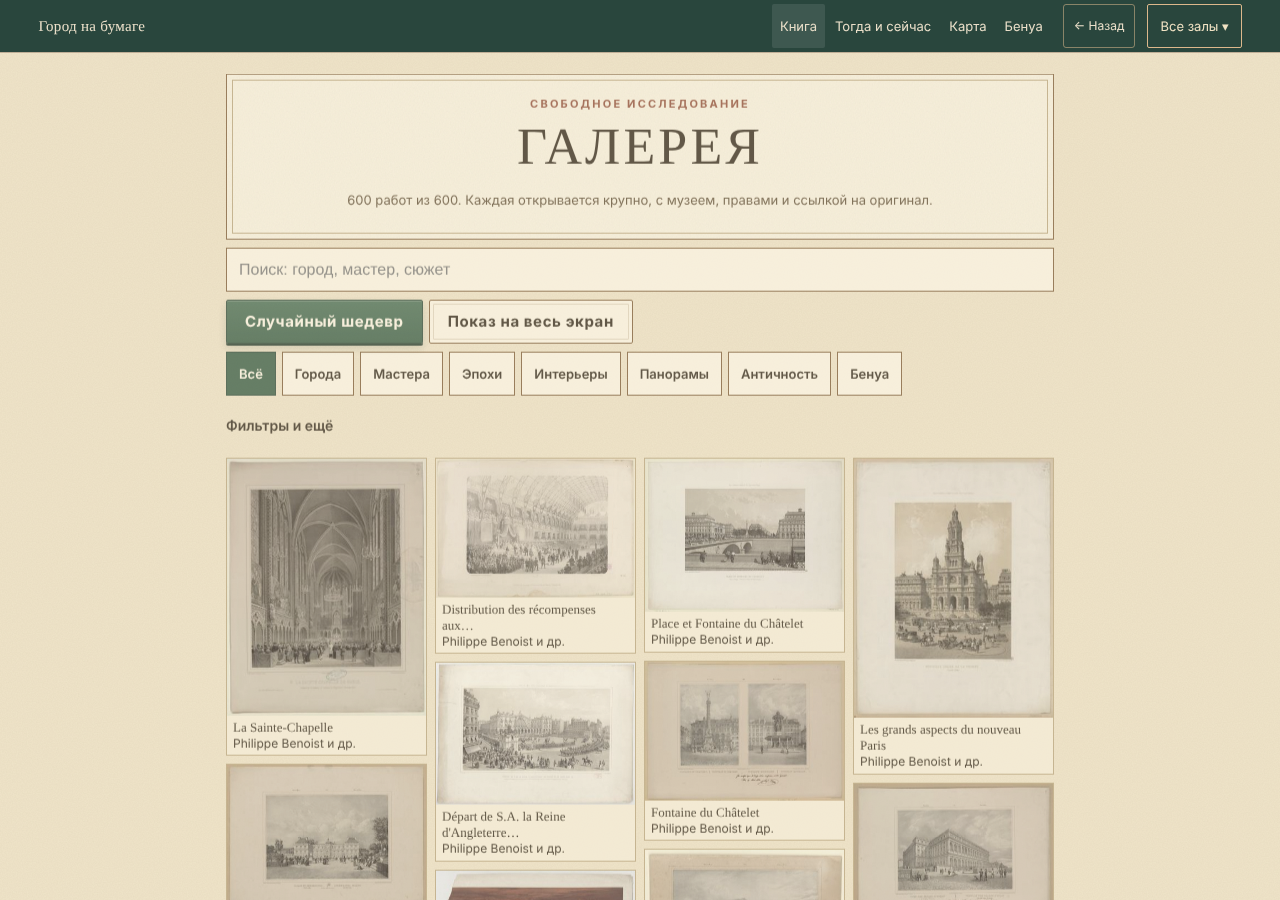 Город на бумаге
Книга
Тогда и сейчас
Карта
Бенуа
← Назад
Все залы ▾
СВОБОДНОЕ ИССЛЕДОВАНИЕ
ГАЛЕРЕЯ
600 работ из 600. Каждая открывается крупно, с музеем, правами и ссылкой на оригинал.
Поиск: город, мастер, сюжет
Случайный шедевр
Показ на весь экран
Всё
Города
Мастера
Эпохи
Интерьеры
Панорамы
Античность
Бенуа
Фильтры и ещё
La Sainte-Chapelle
Philippe Benoist и др.
Distribution des récompenses
aux…
Philippe Benoist и др.
Départ de S.A. la Reine
d'Angleterre…
Philippe Benoist и др.
Place et Fontaine du Châtelet
Philippe Benoist и др.
Fontaine du Châtelet
Philippe Benoist и др.
Les grands aspects du nouveau
Paris
Philippe Benoist и др.